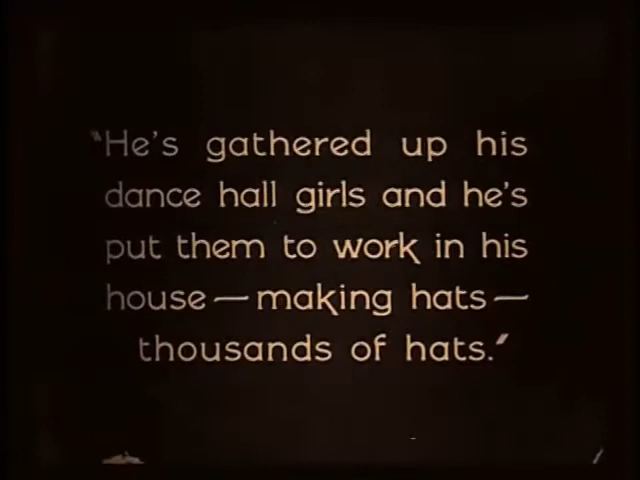 "He's gathered up his
dance hall girls and he's
put them to work in his
house — making hats —
thousands of hats."